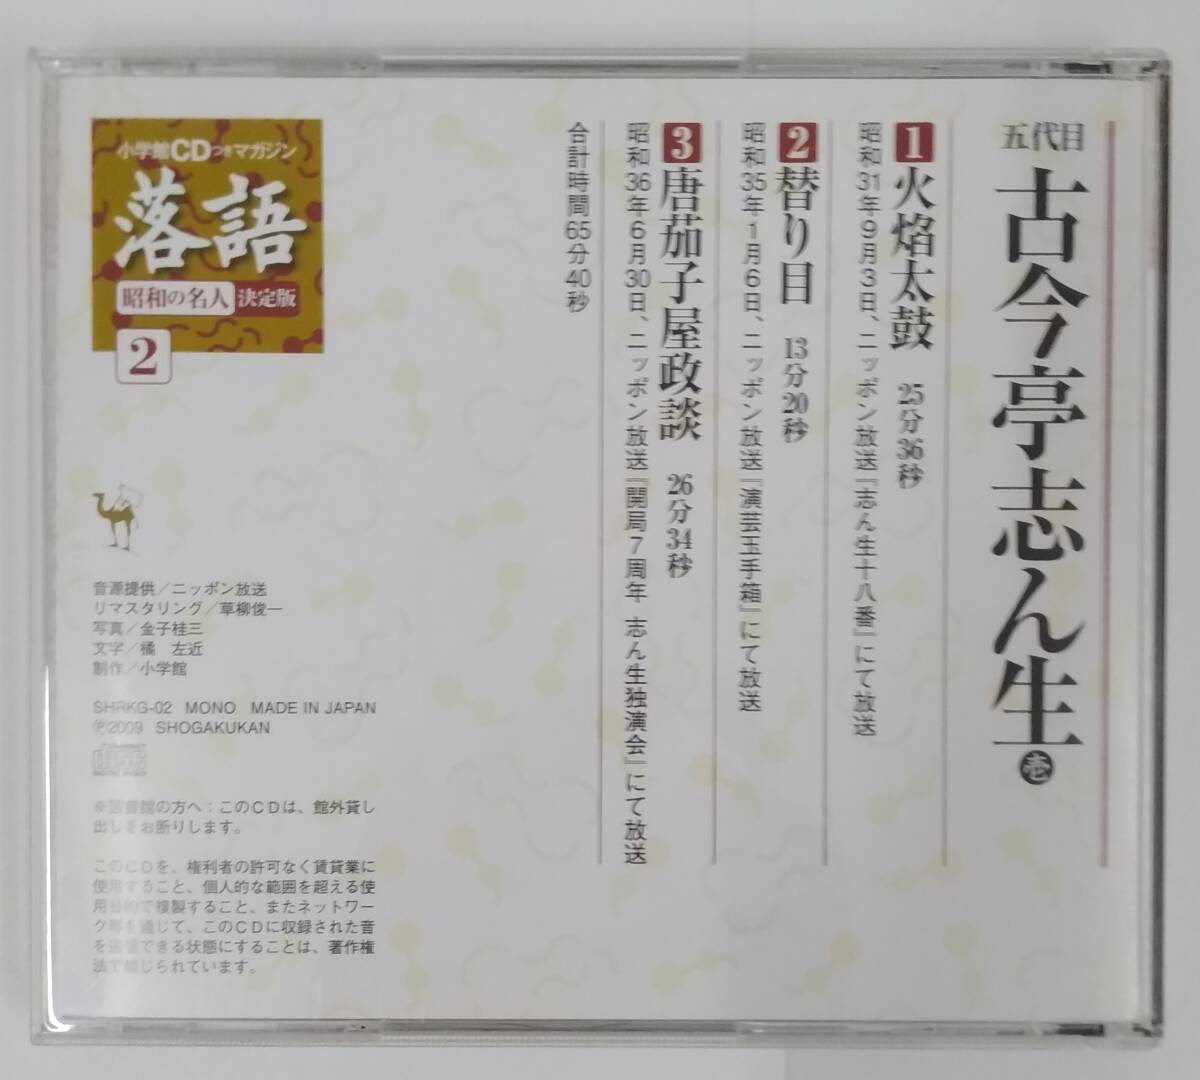 五代目
古今亭志ん生 壱
1 火焰太鼓 25分36秒
昭和31年9月3日、ニッポン放送『志ん生十八番』にて放送
2 替り目 13分20秒
昭和35年1月6日、ニッポン放送『演芸玉手箱』にて放送
3 唐茄子屋政談 26分34秒
昭和36年6月30日、ニッポン放送『開局7周年 志ん生独演会』にて放送
合計時間65分40秒
小学館CDつきマガジン
落語
昭和の名人 決定版
2
音源提供／ニッポン放送
リマスタリング／草柳俊一
写真／金子桂三
文字／橘 左近
制作／小学館
SHRKG-02 MONO MADE IN JAPAN
Ⓟ2009 SHOGAKUKAN
※図書館の方へ：このCDは、館外貸し
出しをお断りします。
このCDを、権利者の許可なく賃貸業に
使用すること、個人的な範囲を超える使
用目的で複製すること、またネットワー
ク等を通じて、このCDに収録された音
を送信できる状態にすることは、著作権
法で禁じられています。